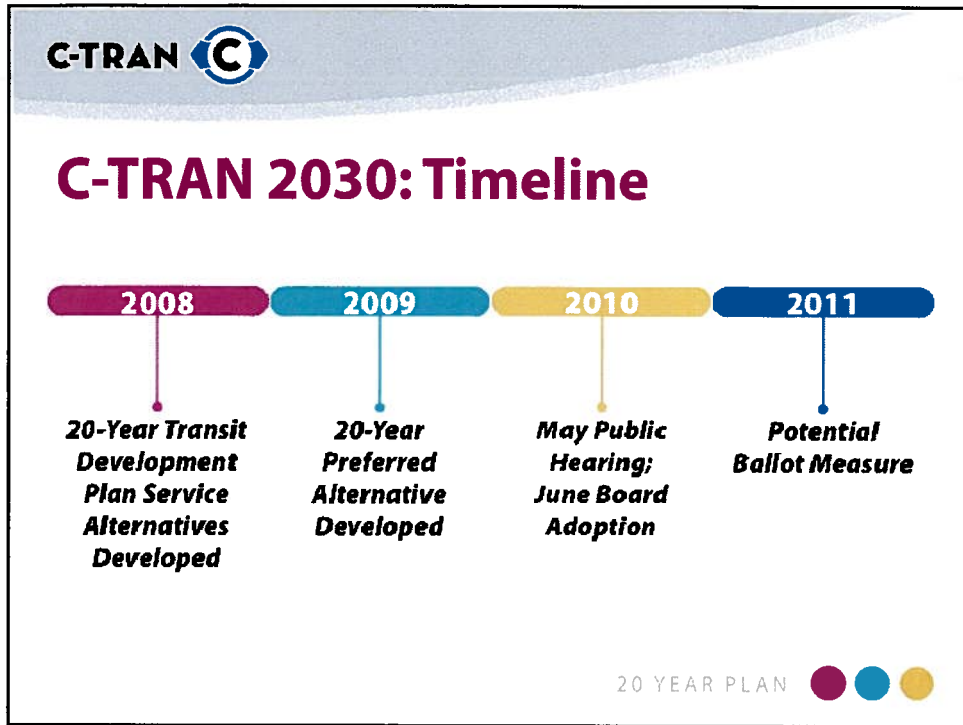 C-TRAN C
C-TRAN 2030: Timeline
2008
2009
2010
2011
20-Year Transit
Development
Plan Service
Alternatives
Developed
20-Year
Preferred
Alternative
Developed
May Public
Hearing;
June Board
Adoption
Potential
Ballot Measure
20 YEAR PLAN